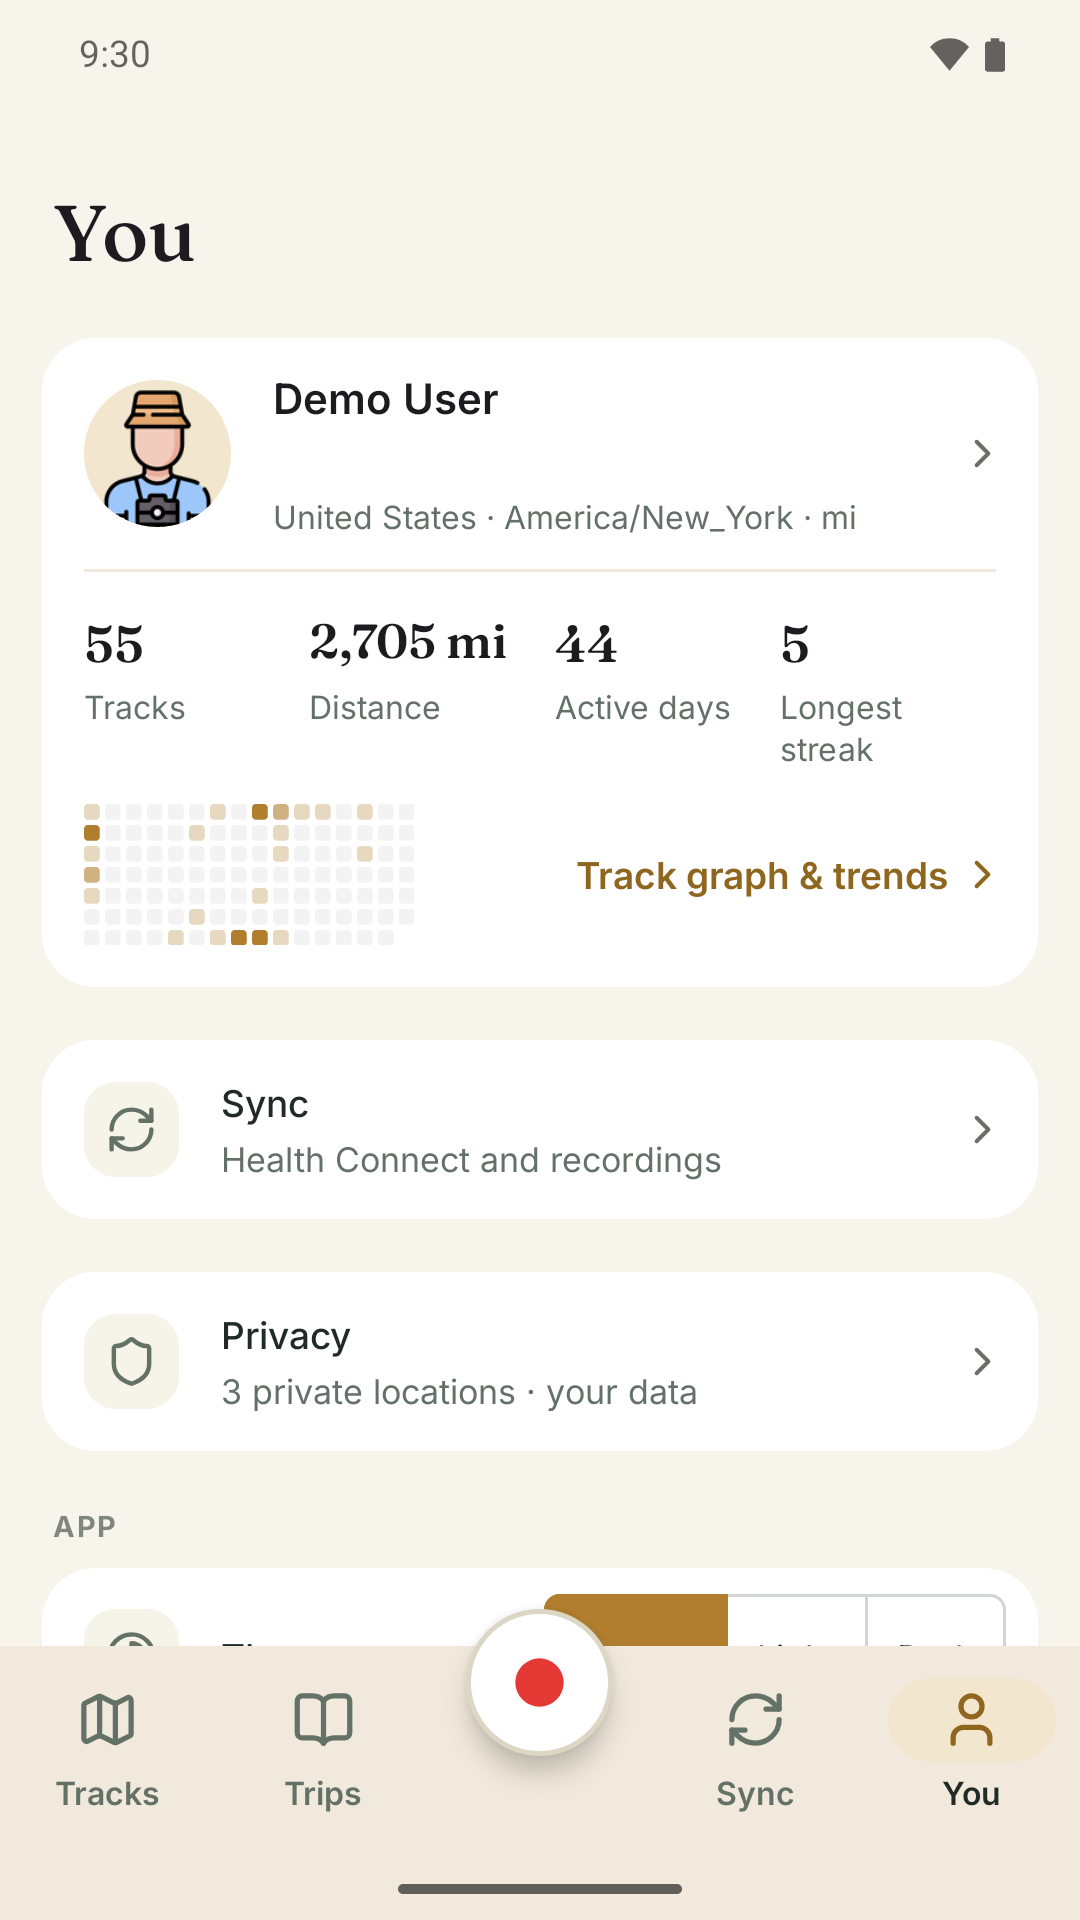 9:30
You
Demo User
United States · America/New_York · mi
55
Tracks
2,705 mi
Distance
44
Active days
5
Longest
streak
Track graph & trends
Sync
Health Connect and recordings
Privacy
3 private locations · your data
APP
Tracks
Trips
Sync
You